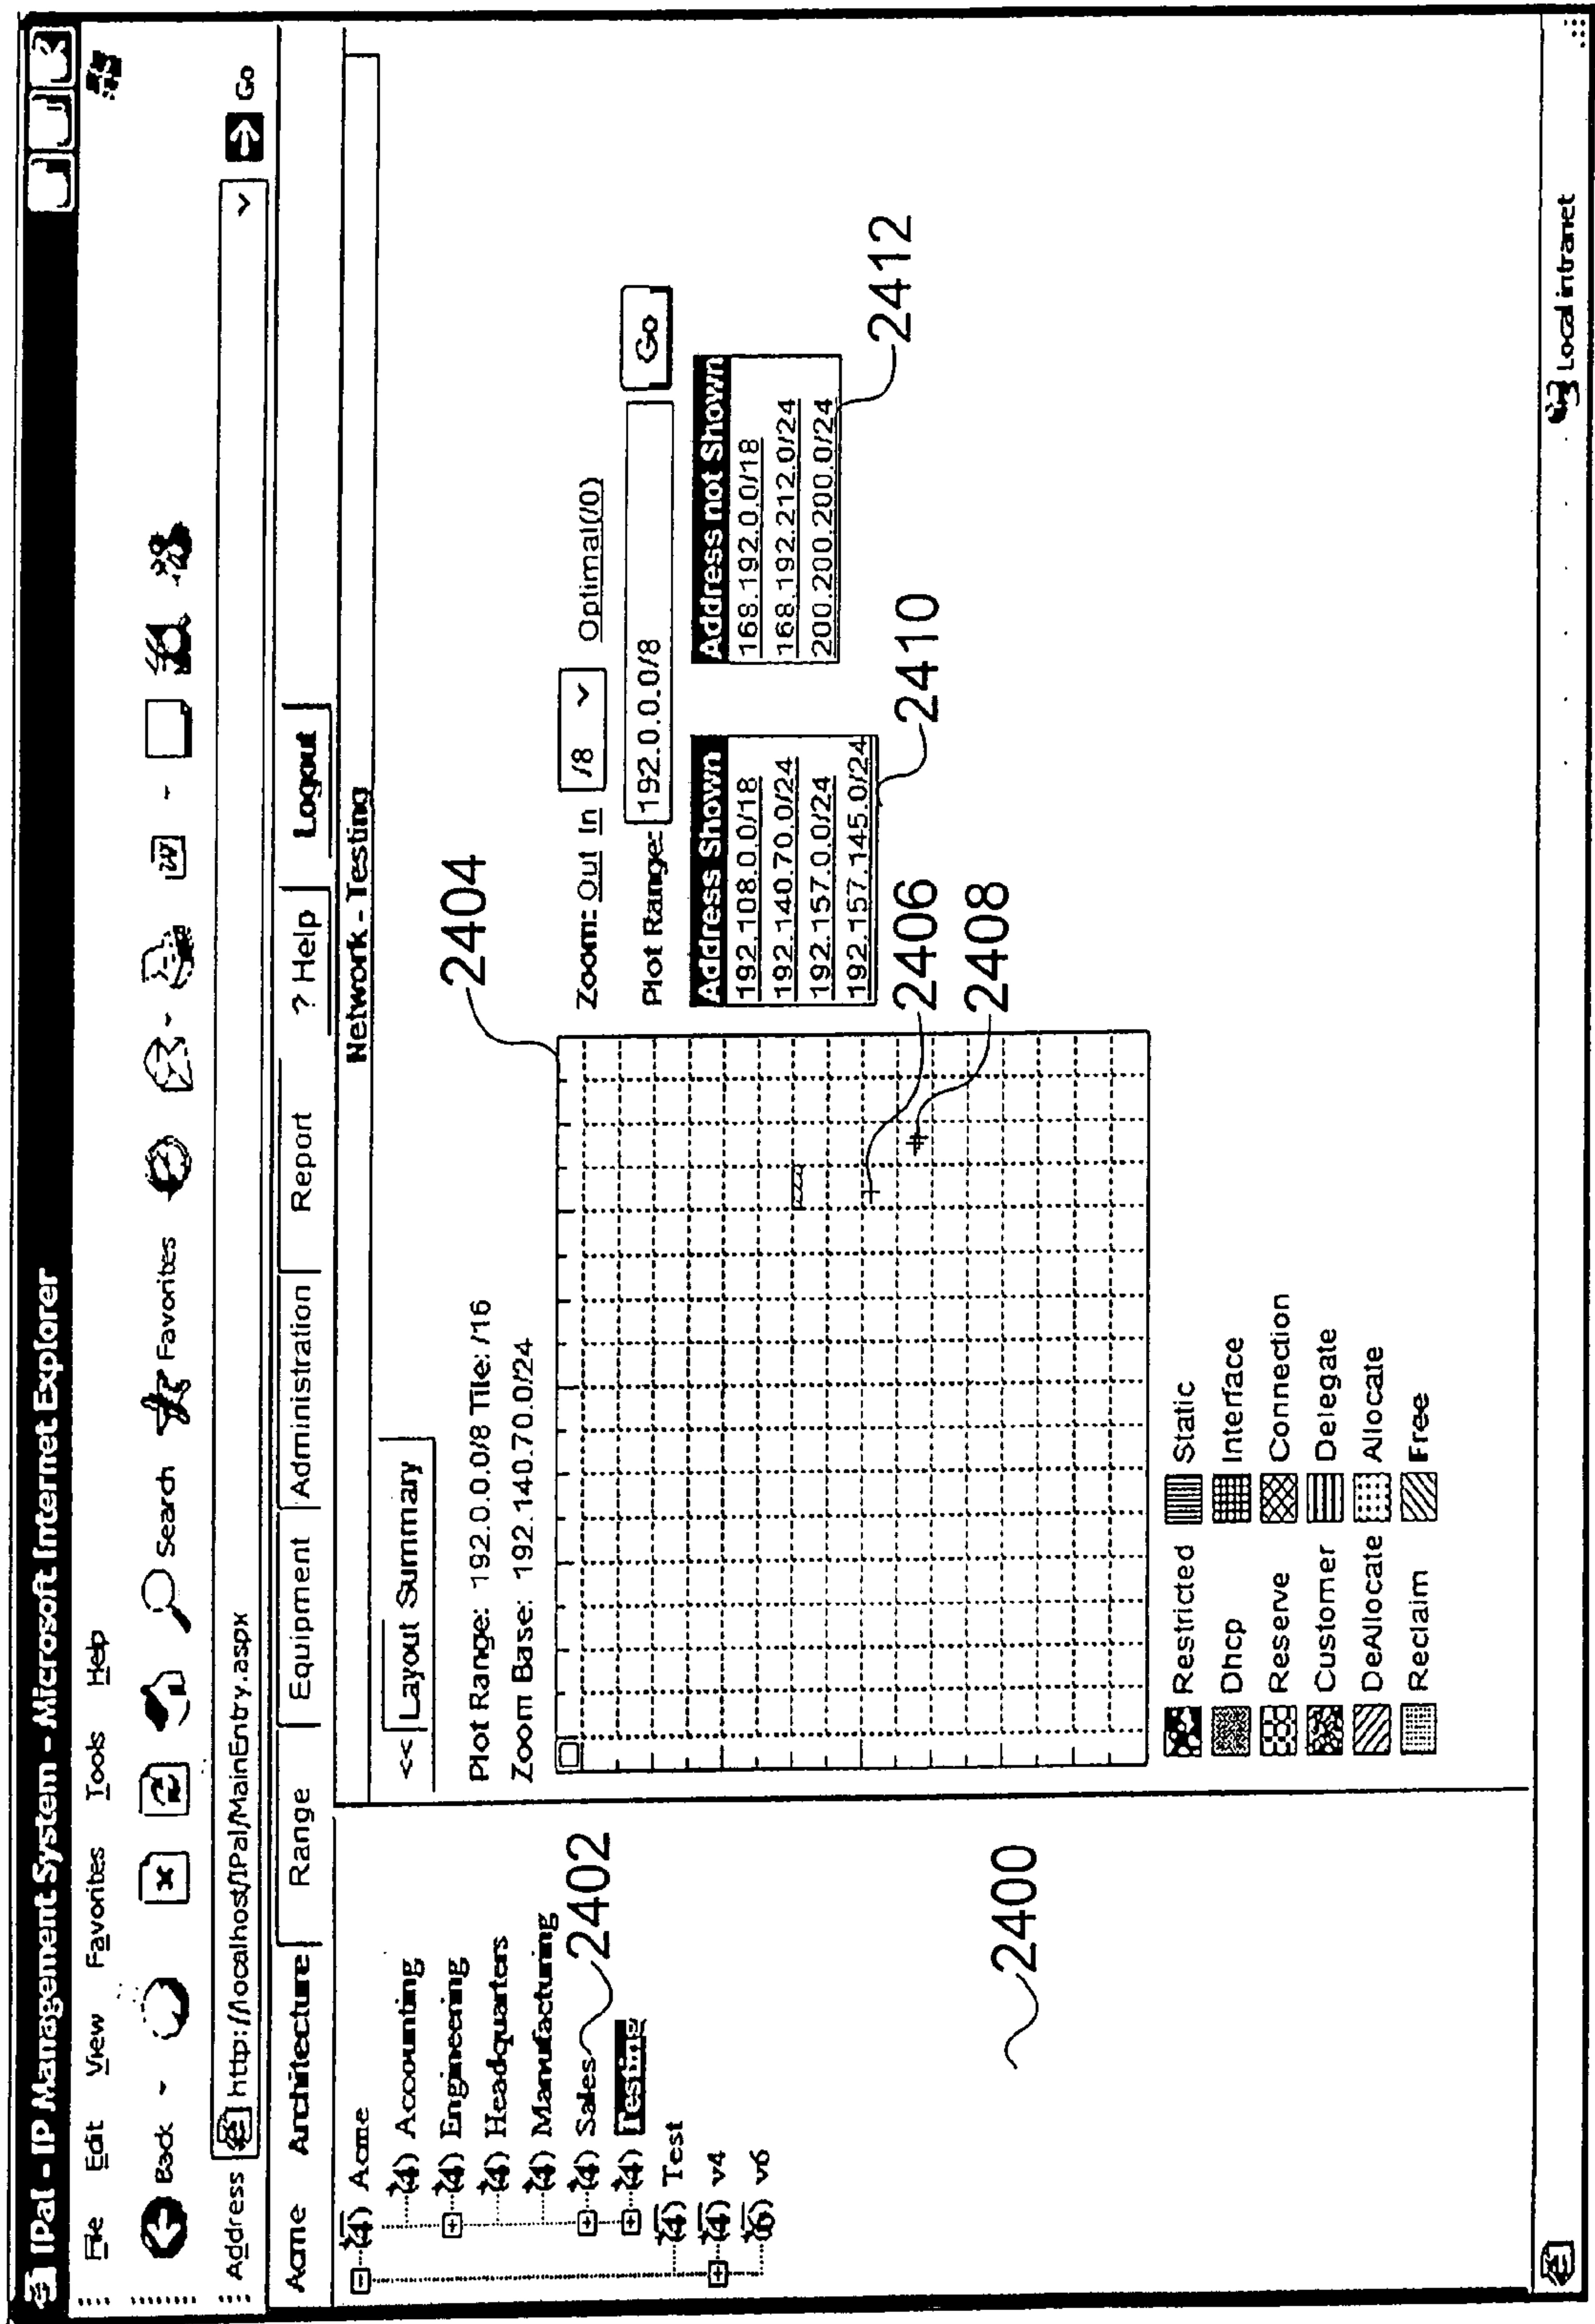 IPal - IP Management System - Microsoft Internet Explorer
File Edit View Favorites Tools Help
Back Search Favorites
Address http://localhost/IPal/MainEntry.aspx Go
Acme Architecture Range Equipment Administration Report ? Help Logout
Network - Testing
(4) Acme
(4) Accounting
(4) Engineering
(4) Headquarters
(4) Manufacturing
(4) Sales
(4) Testing
(4) Test
(4) v4
(6) v6
2402
2400
<< Layout Summary
Plot Range: 192.0.0.0/8 Tile: /16
Zoom Base: 192.140.70.0/24
2404
Zoom: Out In /8 Optimal(/0)
Plot Range: 192.0.0.0/8 Go
Address Shown
192.108.0.0/18
192.140.70.0/24
192.157.0.0/24
192.157.145.0/24
Address not Shown
168.192.0.0/18
168.192.212.0/24
200.200.200.0/24
2412
2410
2406
2408
Restricted Static
Dhcp Interface
Reserve Connection
Customer Delegate
DeAllocate Allocate
Reclaim Free
Local intranet